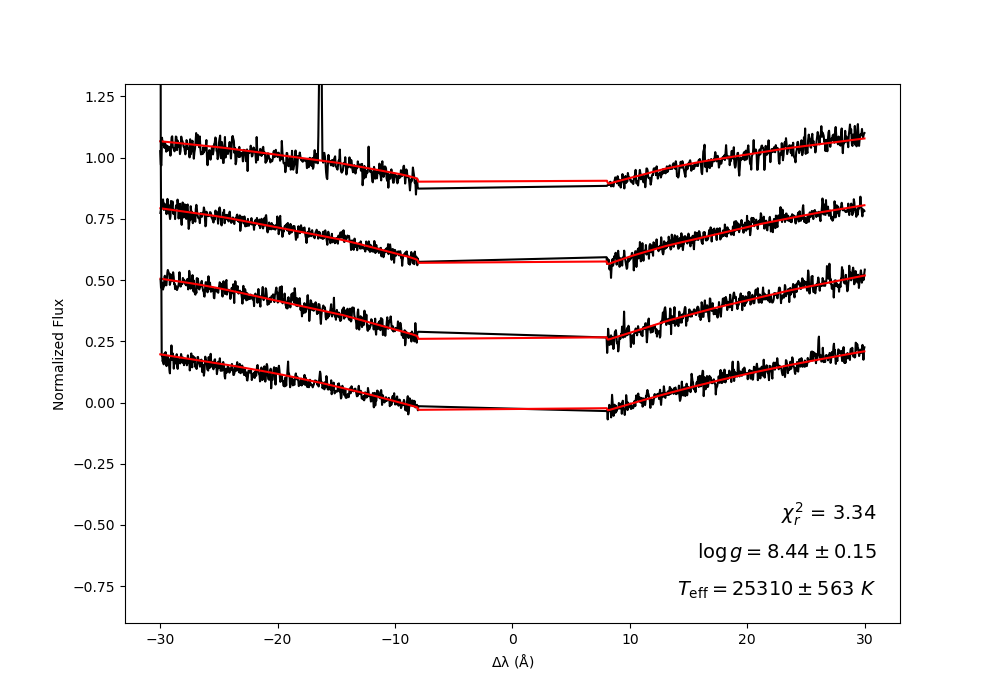 1.25
1.00
0.75
0.50
0.25
0.00
−0.25
−0.50
−0.75
Normalized Flux
χ²ᵣ = 3.34
log g = 8.44 ± 0.15
T_eff = 25310 ± 563 K
−30 −20 −10 0 10 20 30
Δλ (Å)